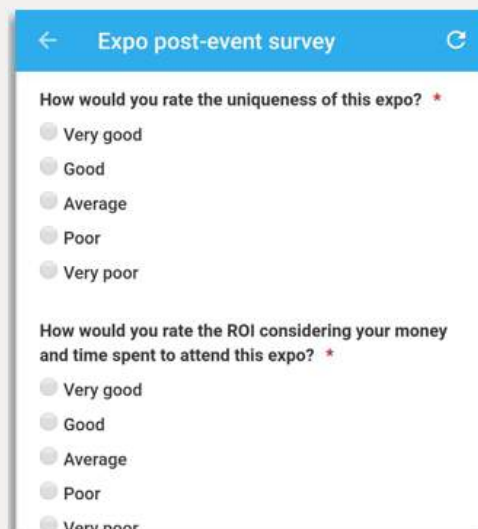 Expo post-event survey
How would you rate the uniqueness of this expo? *
Very good
Good
Average
Poor
Very poor
How would you rate the ROI considering your money
and time spent to attend this expo? *
Very good
Good
Average
Poor
Very poor